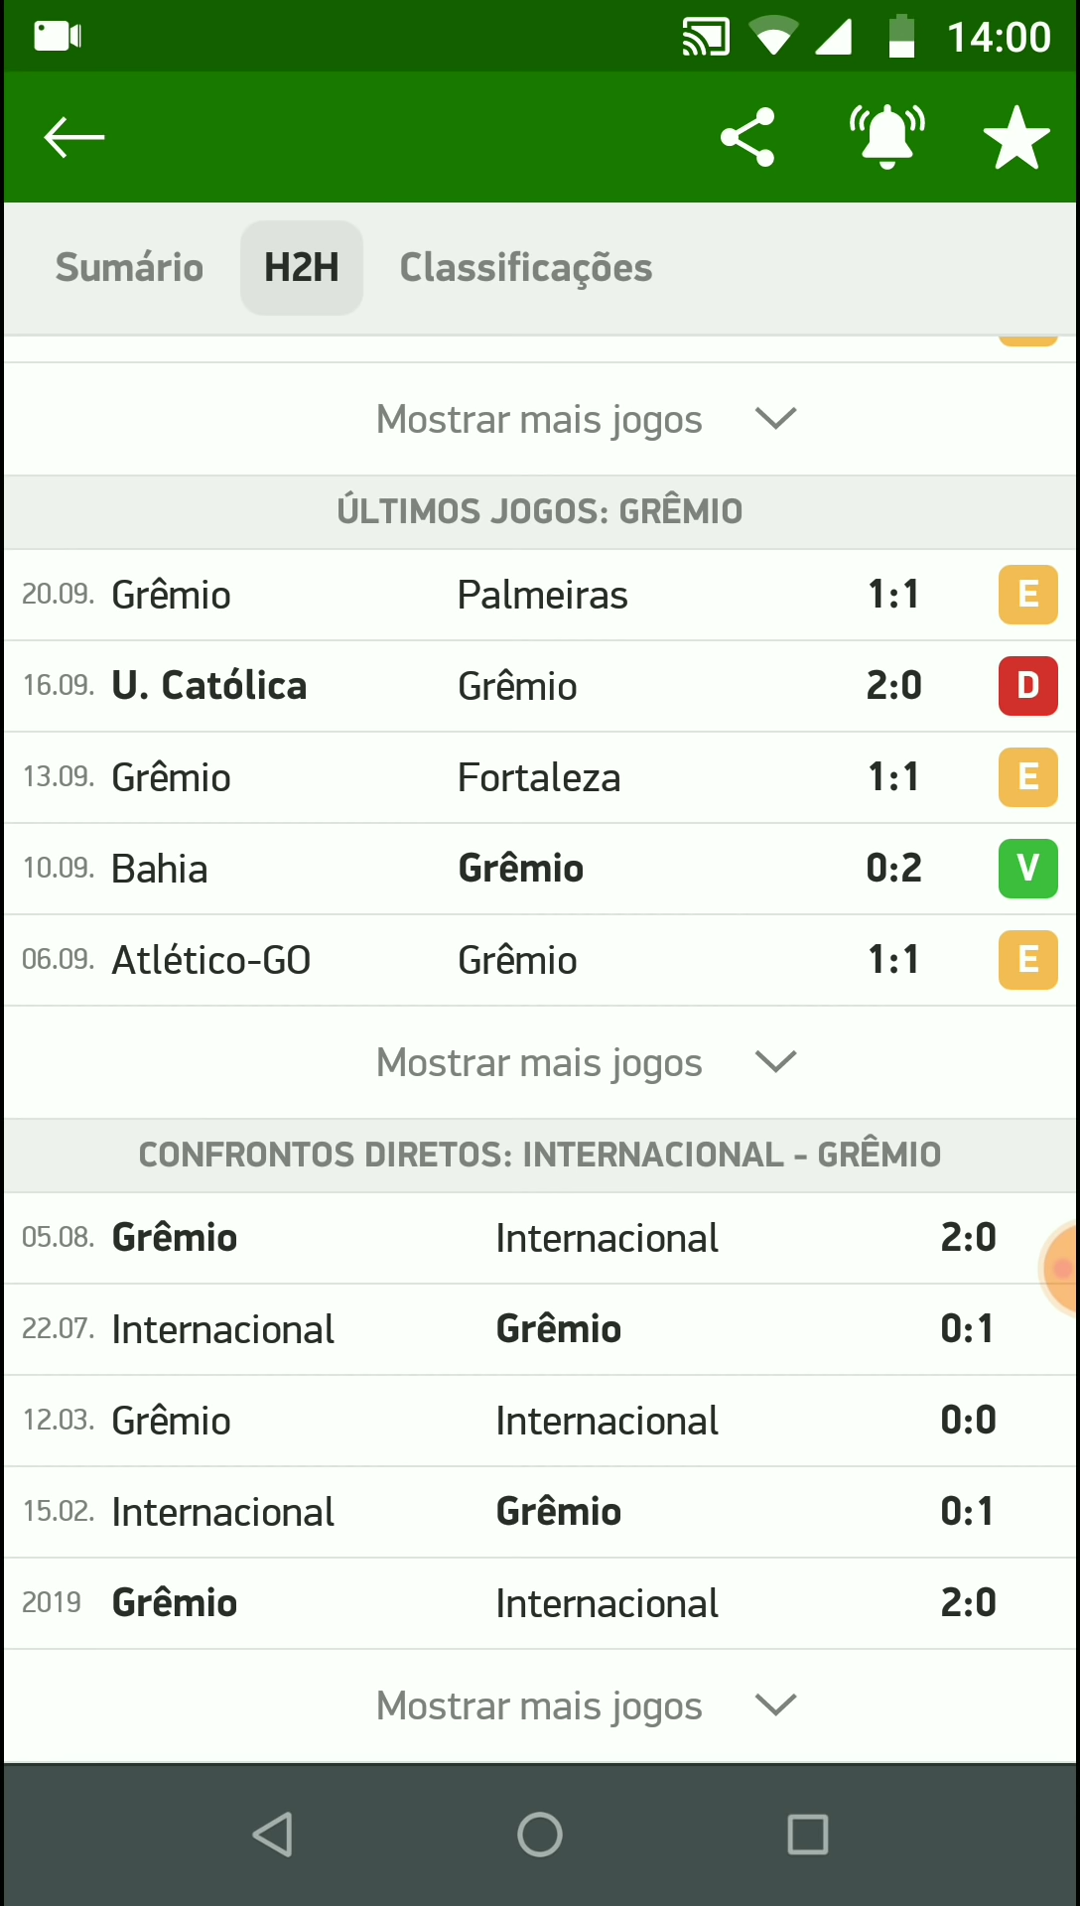 14:00
Sumário H2H Classificações
Mostrar mais jogos
ÚLTIMOS JOGOS: GRÊMIO
20.09. Grêmio Palmeiras 1:1 E
16.09. U. Católica Grêmio 2:0 D
13.09. Grêmio Fortaleza 1:1 E
10.09. Bahia Grêmio 0:2 V
06.09. Atlético-GO Grêmio 1:1 E
Mostrar mais jogos
CONFRONTOS DIRETOS: INTERNACIONAL - GRÊMIO
05.08. Grêmio Internacional 2:0
22.07. Internacional Grêmio 0:1
12.03. Grêmio Internacional 0:0
15.02. Internacional Grêmio 0:1
2019 Grêmio Internacional 2:0
Mostrar mais jogos